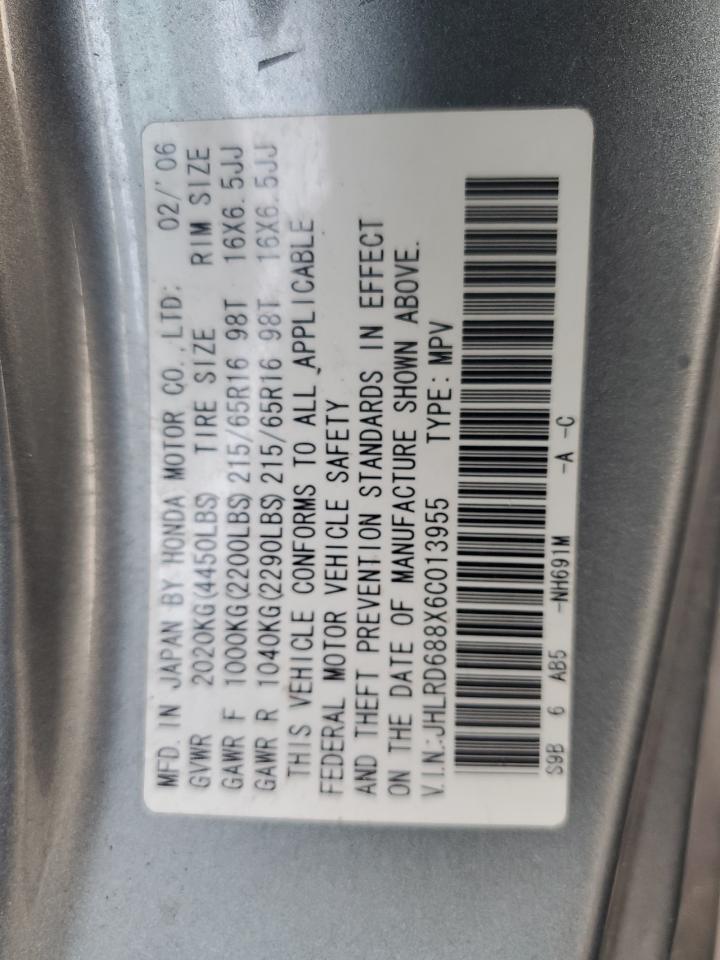 MFD. IN JAPAN BY HONDA MOTOR CO., LTD: 02/'06
GVWR 2020KG(4450LBS) TIRE SIZE RIM SIZE
GAWR F 1000KG(2200LBS) 215/65R16 98T 16X6.5JJ
GAWR R 1040KG(2290LBS) 215/65R16 98T 16X6.5JJ
THIS VEHICLE CONFORMS TO ALL APPLICABLE
FEDERAL MOTOR VEHICLE SAFETY
AND THEFT PREVENTION STANDARDS IN EFFECT
ON THE DATE OF MANUFACTURE SHOWN ABOVE.
V.I.N.:JHLRD688X6C013955 TYPE: MPV
S9B 6 AB5 -NH691M -A -C